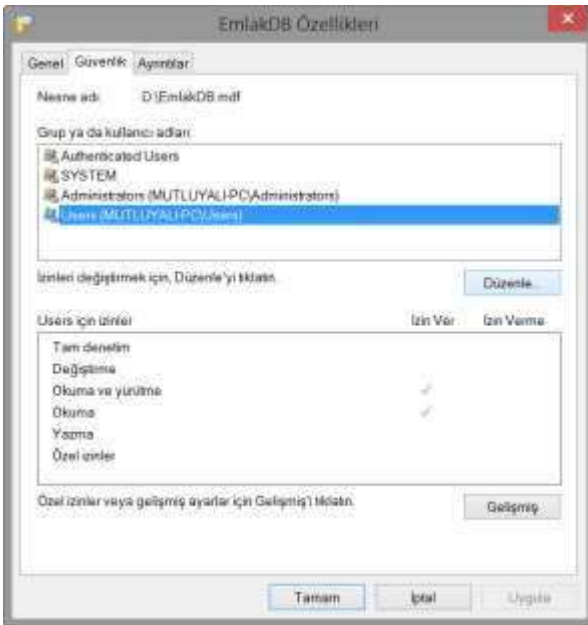 EmlakDB Özellikleri
Genel Güvenlik Ayrıntılar
Nesne adı: D:\EmlakDB.mdf
Grup ya da kullanıcı adları:
Authenticated Users
SYSTEM
Administrators (MUTLUYALI-PC\Administrators)
Users (MUTLUYALI-PC\Users)
İzinleri değiştirmek için, Düzenle'yi tıklatın.
Düzenle...
Users için izinler İzin Ver İzin Verme
Tam denetim
Değiştirme
Okuma ve yürütme
Okuma
Yazma
Özel izinler
Özel izinler veya gelişmiş ayarlar için Gelişmiş'i tıklatın.
Gelişmiş
Tamam İptal Uygula